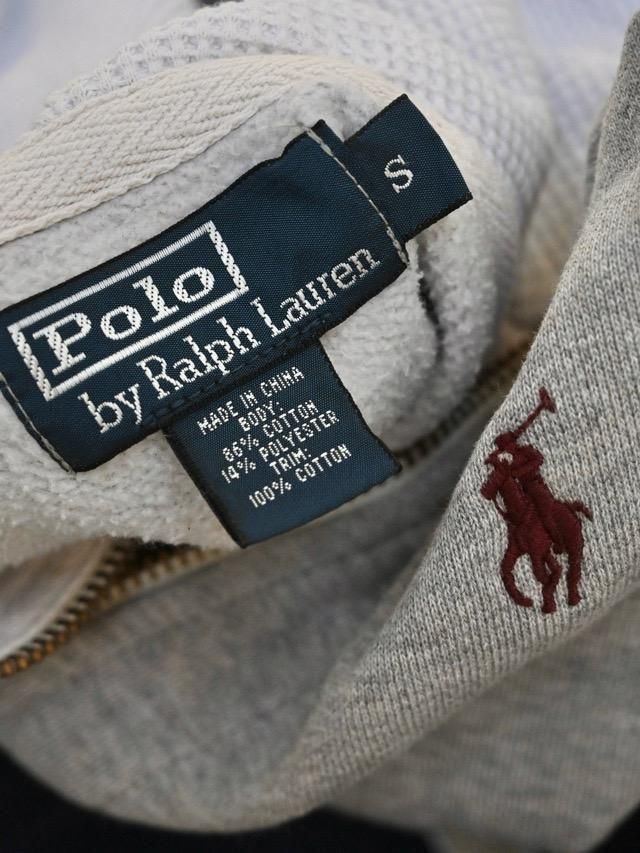 S
Polo
by Ralph Lauren
MADE IN CHINA
BODY:
86% COTTON
14% POLYESTER
TRIM:
100% COTTON